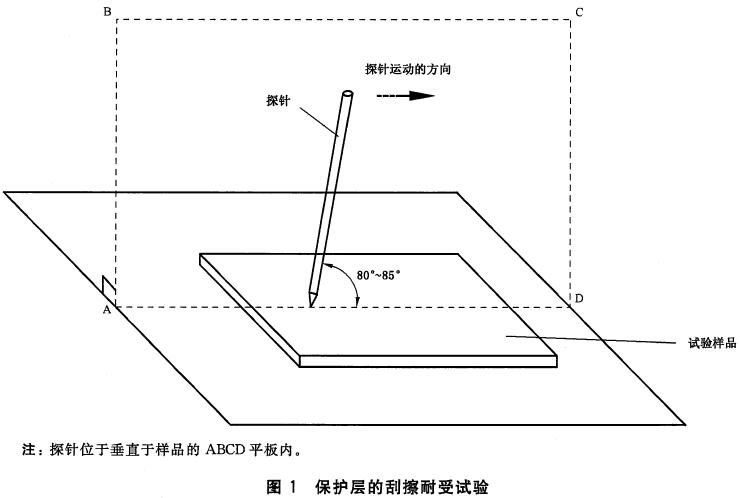 B
C
探针运动的方向
探针
80°~85°
A
D
试验样品
注：探针位于垂直于样品的 ABCD 平板内。
图 1 保护层的刮擦耐受试验